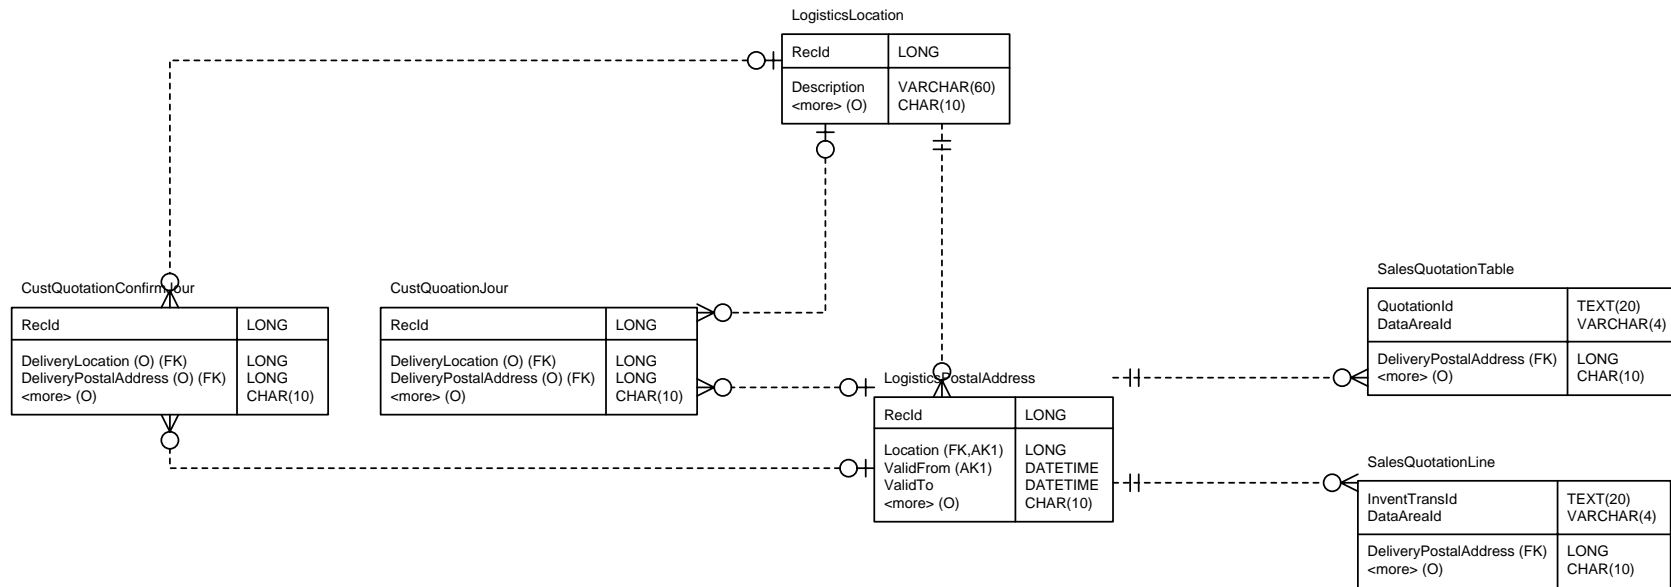 LogisticsLocation
RecId LONG
Description VARCHAR(60)
<more> (O) CHAR(10)
CustQuotationConfirmJour
RecId LONG
DeliveryLocation (O) (FK) LONG
DeliveryPostalAddress (O) (FK) LONG
<more> (O) CHAR(10)
CustQuoationJour
RecId LONG
DeliveryLocation (O) (FK) LONG
DeliveryPostalAddress (O) (FK) LONG
<more> (O) CHAR(10)
LogisticsPostalAddress
RecId LONG
Location (FK,AK1) LONG
ValidFrom (AK1) DATETIME
ValidTo DATETIME
<more> (O) CHAR(10)
SalesQuotationTable
QuotationId TEXT(20)
DataAreaId VARCHAR(4)
DeliveryPostalAddress (FK) LONG
<more> (O) CHAR(10)
SalesQuotationLine
InventTransId TEXT(20)
DataAreaId VARCHAR(4)
DeliveryPostalAddress (FK) LONG
<more> (O) CHAR(10)